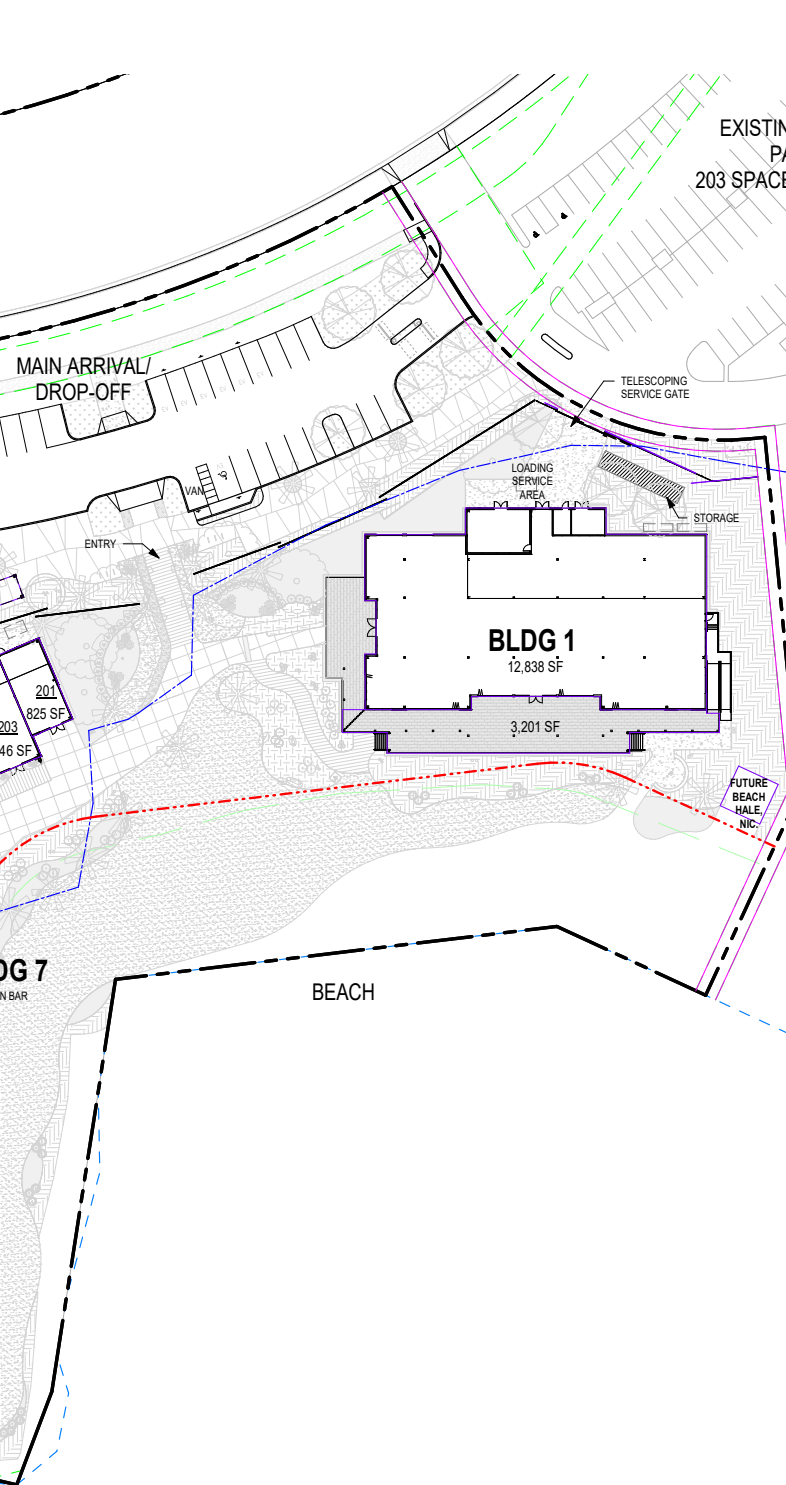 EXISTIN
PA
203 SPACE
MAIN ARRIVAL/
DROP-OFF
TELESCOPING
SERVICE GATE
LOADING
SERVICE
AREA
VAN
STORAGE
ENTRY
BLDG 1
12,838 SF
201
825 SF
203
46 SF
3,201 SF
FUTURE
BEACH
HALE,
NIC.
DG 7
N BAR
BEACH